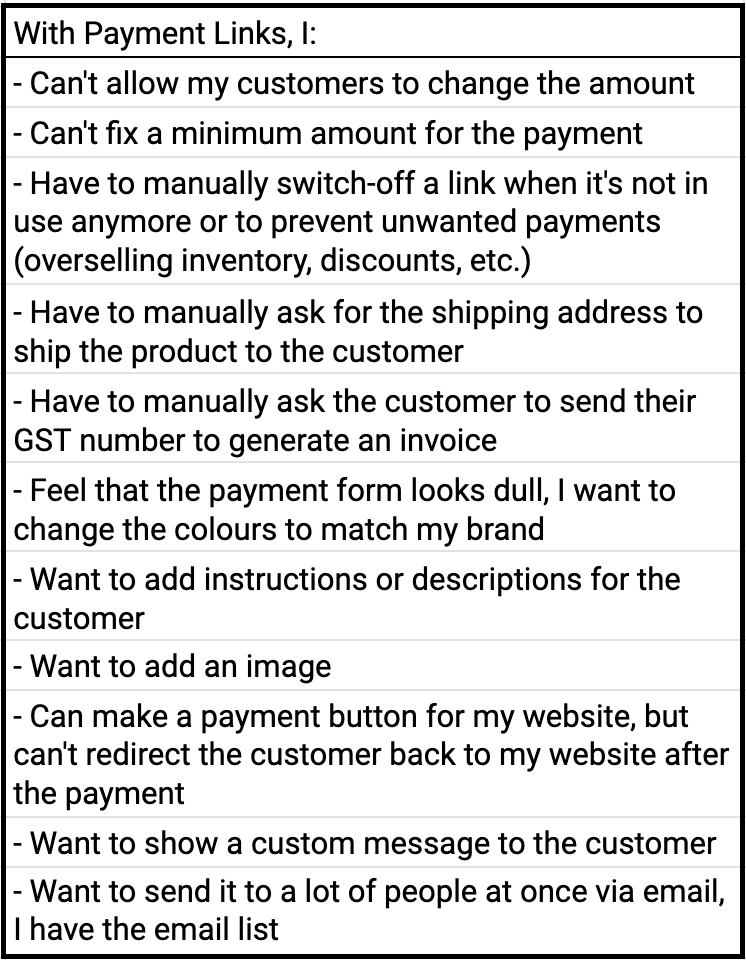 With Payment Links, I:
- Can't allow my customers to change the amount
- Can't fix a minimum amount for the payment
- Have to manually switch-off a link when it's not in
use anymore or to prevent unwanted payments
(overselling inventory, discounts, etc.)
- Have to manually ask for the shipping address to
ship the product to the customer
- Have to manually ask the customer to send their
GST number to generate an invoice
- Feel that the payment form looks dull, I want to
change the colours to match my brand
- Want to add instructions or descriptions for the
customer
- Want to add an image
- Can make a payment button for my website, but
can't redirect the customer back to my website after
the payment
- Want to show a custom message to the customer
- Want to send it to a lot of people at once via email,
I have the email list